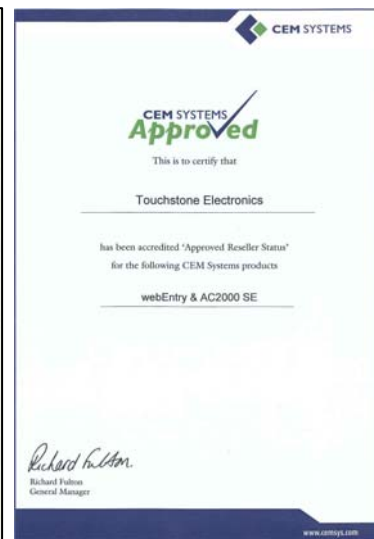 CEM SYSTEMS
CEM SYSTEMS
Approved
This is to certify that
Touchstone Electronics
has been accredited 'Approved Reseller Status'
for the following CEM Systems products
webEntry & AC2000 SE
Richard Fulton
Richard Fulton
General Manager
www.cemsys.com